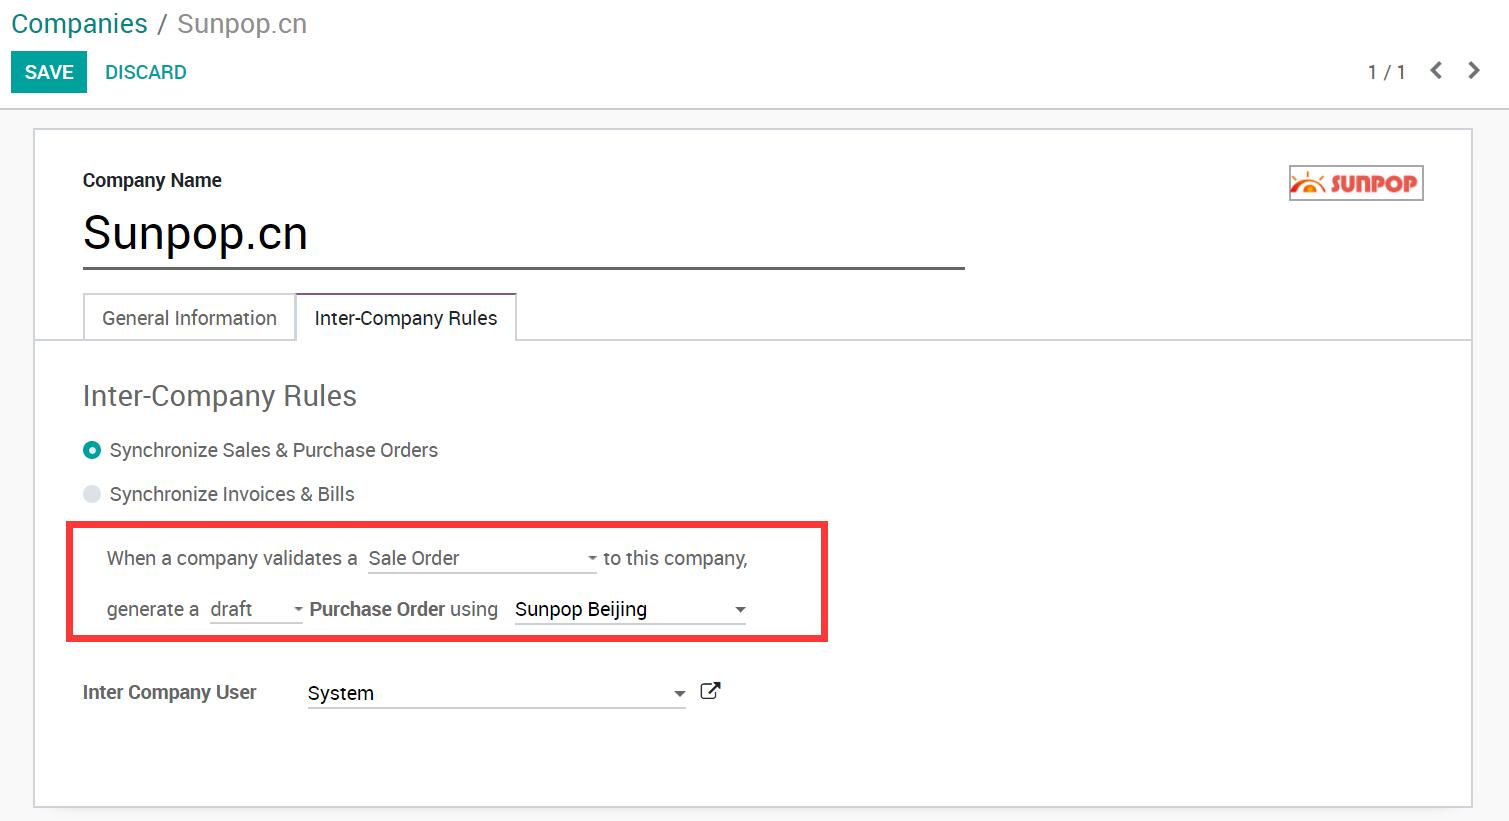 Companies / Sunpop.cn
SAVE DISCARD 1 / 1
Company Name
SUNPOP
Sunpop.cn
General Information Inter-Company Rules
Inter-Company Rules
Synchronize Sales & Purchase Orders
Synchronize Invoices & Bills
When a company validates a Sale Order to this company,
generate a draft Purchase Order using Sunpop Beijing
Inter Company User System